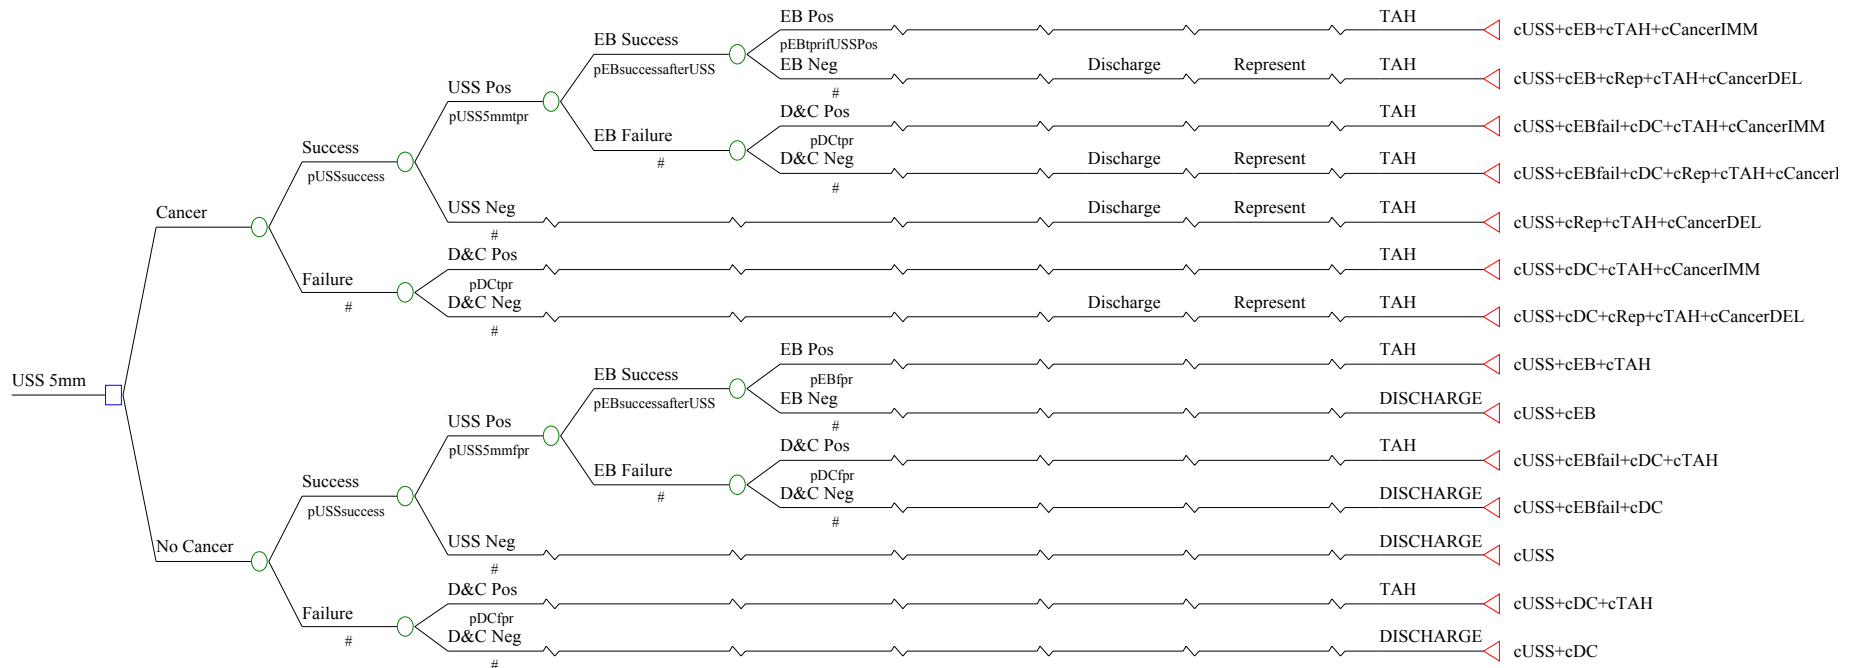 EB Pos TAH
cUSS+cEB+cTAH+cCancerIMM
EB Success
pEBtprifUSSPos
pEBsuccessafterUSS
EB Neg Discharge Represent TAH
cUSS+cEB+cRep+cTAH+cCancerDEL
#
USS Pos
pUSS5mmtpr
D&C Pos TAH
cUSS+cEBfail+cDC+cTAH+cCancerIMM
EB Failure
#
pDCtpr
D&C Neg Discharge Represent TAH
cUSS+cEBfail+cDC+cRep+cTAH+cCancerl
#
Success
pUSSsuccess
Cancer
USS Neg Discharge Represent TAH
cUSS+cRep+cTAH+cCancerDEL
#
D&C Pos TAH
cUSS+cDC+cTAH+cCancerIMM
Failure
#
pDCtpr
D&C Neg Discharge Represent TAH
cUSS+cDC+cRep+cTAH+cCancerDEL
#
USS 5mm
EB Pos TAH
cUSS+cEB+cTAH
EB Success
pEBfpr
pEBsuccessafterUSS
EB Neg DISCHARGE
cUSS+cEB
#
USS Pos
pUSS5mmfpr
D&C Pos TAH
cUSS+cEBfail+cDC+cTAH
EB Failure
#
pDCfpr
D&C Neg DISCHARGE
cUSS+cEBfail+cDC
#
Success
pUSSsuccess
No Cancer
USS Neg DISCHARGE
cUSS
#
D&C Pos TAH
cUSS+cDC+cTAH
Failure
#
pDCfpr
D&C Neg DISCHARGE
cUSS+cDC
#